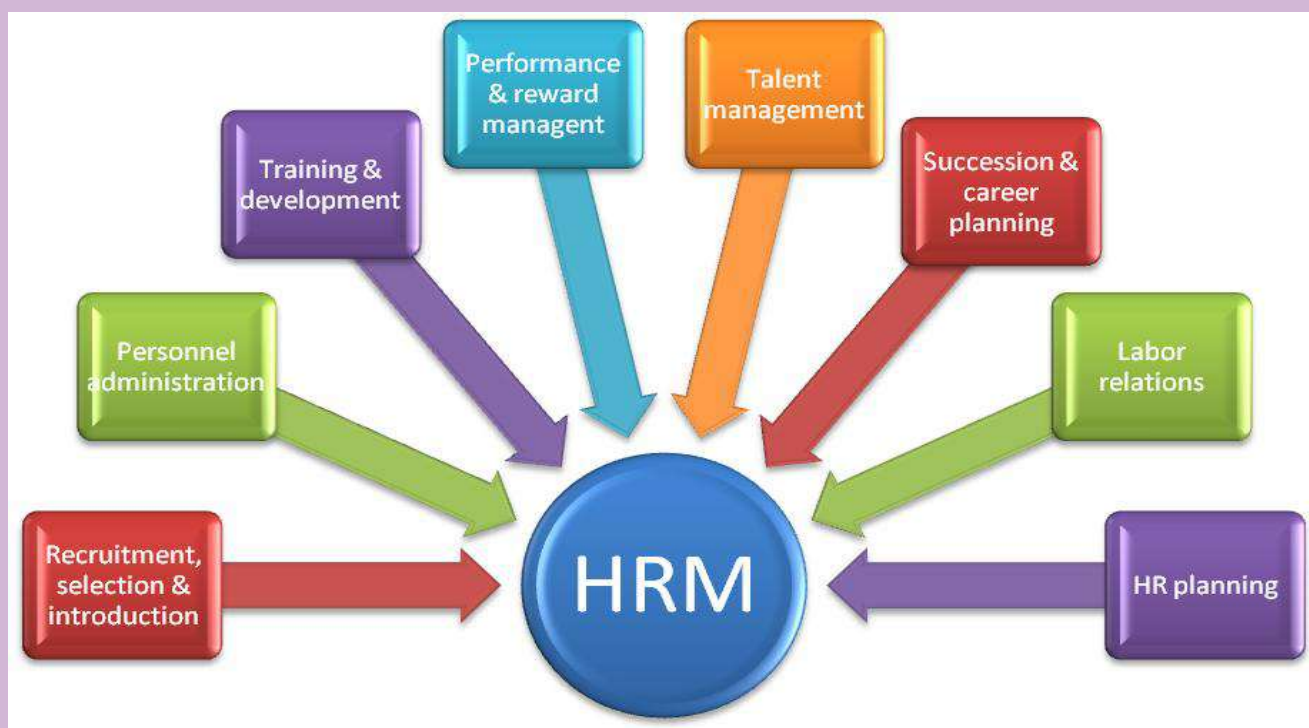 Performance
& reward
managent
Talent
management
Training &
development
Succession &
career
planning
Personnel
administration
Labor
relations
Recruitment,
selection &
introduction
HRM
HR planning